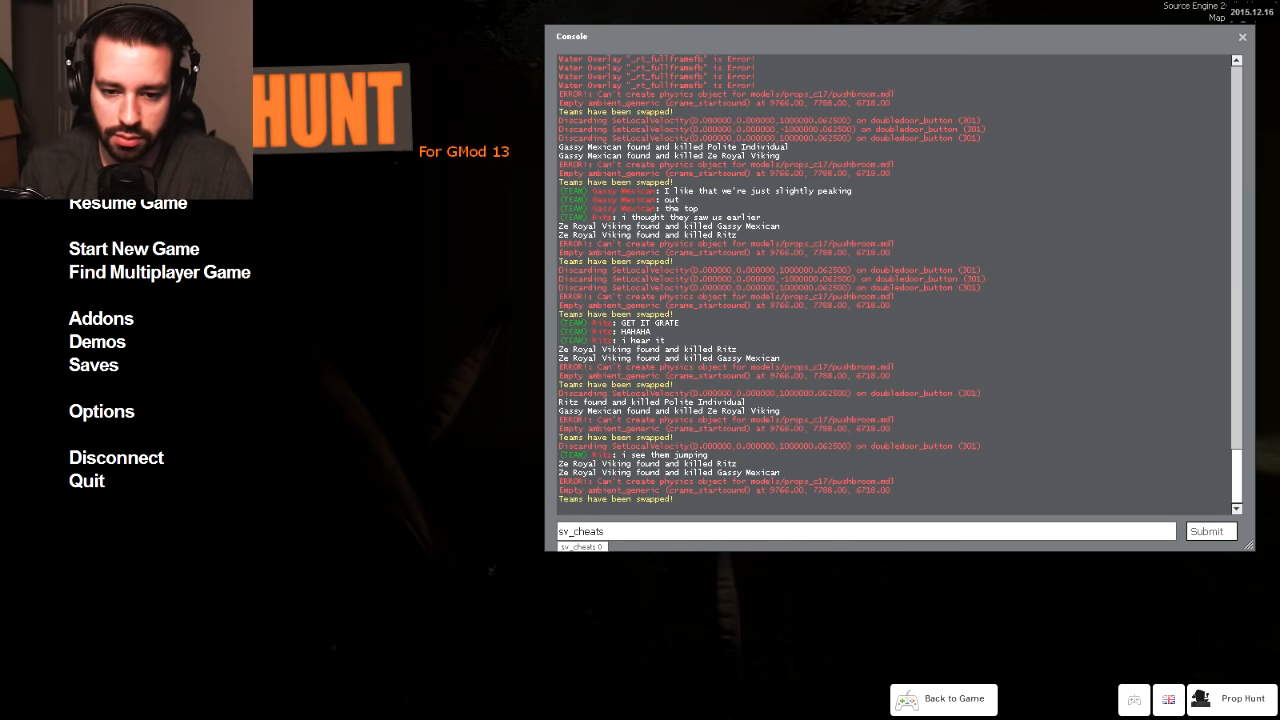 Source Engine 2
Map
2015.12.16
HUNT
For GMod 13
Resume Game
Start New Game
Find Multiplayer Game
Addons
Demos
Saves
Options
Disconnect
Quit
Console
Water Overlay "_rt_fullframefb" is Error!
Water Overlay "_rt_fullframefb" is Error!
Water Overlay "_rt_fullframefb" is Error!
Water Overlay "_rt_fullframefb" is Error!
ERROR!: Can't create physics object for models/props_c17/pushbroom.mdl
Empty ambient_generic (crane_startsound) at 9766.00, 7788.00, 6718.00
Teams have been swapped!
Discarding SetLocalVelocity(0.000000,0.000000,1000000.062500) on doubledoor_button (301)
Discarding SetLocalVelocity(0.000000,0.000000,-1000000.062500) on doubledoor_button (301)
Discarding SetLocalVelocity(0.000000,0.000000,1000000.062500) on doubledoor_button (301)
Gassy Mexican found and killed Polite Individual
Gassy Mexican found and killed Ze Royal Viking
ERROR!: Can't create physics object for models/props_c17/pushbroom.mdl
Empty ambient_generic (crane_startsound) at 9766.00, 7788.00, 6718.00
Teams have been swapped!
(TEAM) Gassy Mexican: I like that we're just slightly peaking
(TEAM) Gassy Mexican: out
(TEAM) Gassy Mexican: the top
(TEAM) Ritz: i thought they saw us earlier
Ze Royal Viking found and killed Gassy Mexican
Ze Royal Viking found and killed Ritz
ERROR!: Can't create physics object for models/props_c17/pushbroom.mdl
Empty ambient_generic (crane_startsound) at 9766.00, 7788.00, 6718.00
Teams have been swapped!
Discarding SetLocalVelocity(0.000000,0.000000,1000000.062500) on doubledoor_button (301)
Discarding SetLocalVelocity(0.000000,0.000000,-1000000.062500) on doubledoor_button (301)
Discarding SetLocalVelocity(0.000000,0.000000,1000000.062500) on doubledoor_button (301)
ERROR!: Can't create physics object for models/props_c17/pushbroom.mdl
Empty ambient_generic (crane_startsound) at 9766.00, 7788.00, 6718.00
Teams have been swapped!
(TEAM) Ritz: GET IT GRATE
(TEAM) Ritz: HAHAHA
(TEAM) Ritz: i hear it
Ze Royal Viking found and killed Ritz
Ze Royal Viking found and killed Gassy Mexican
ERROR!: Can't create physics object for models/props_c17/pushbroom.mdl
Empty ambient_generic (crane_startsound) at 9766.00, 7788.00, 6718.00
Teams have been swapped!
Discarding SetLocalVelocity(0.000000,0.000000,1000000.062500) on doubledoor_button (301)
Ritz found and killed Polite Individual
Gassy Mexican found and killed Ze Royal Viking
ERROR!: Can't create physics object for models/props_c17/pushbroom.mdl
Empty ambient_generic (crane_startsound) at 9766.00, 7788.00, 6718.00
Teams have been swapped!
Discarding SetLocalVelocity(0.000000,0.000000,1000000.062500) on doubledoor_button (301)
(TEAM) Ritz: i see them jumping
Ze Royal Viking found and killed Ritz
Ze Royal Viking found and killed Gassy Mexican
ERROR!: Can't create physics object for models/props_c17/pushbroom.mdl
Empty ambient_generic (crane_startsound) at 9766.00, 7788.00, 6718.00
Teams have been swapped!
sv_cheats
Submit
sv_cheats 0
Back to Game
Prop Hunt